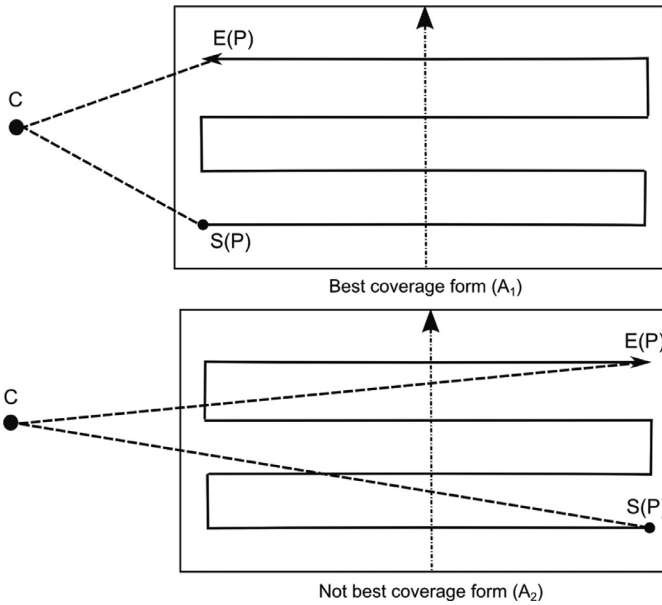 E(P)
C
S(P)
Best coverage form (A₁)
E(P)
C
S(P)
Not best coverage form (A₂)